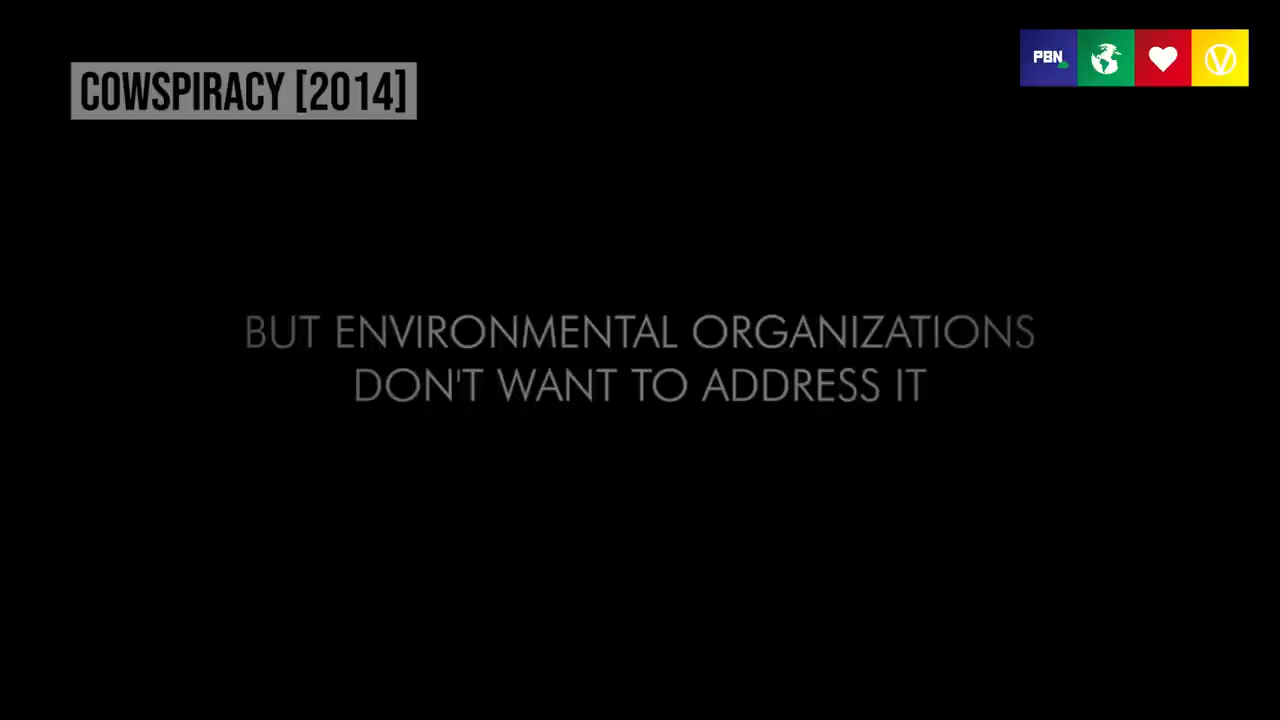 COWSPIRACY [2014]
PBN
BUT ENVIRONMENTAL ORGANIZATIONS
DON'T WANT TO ADDRESS IT